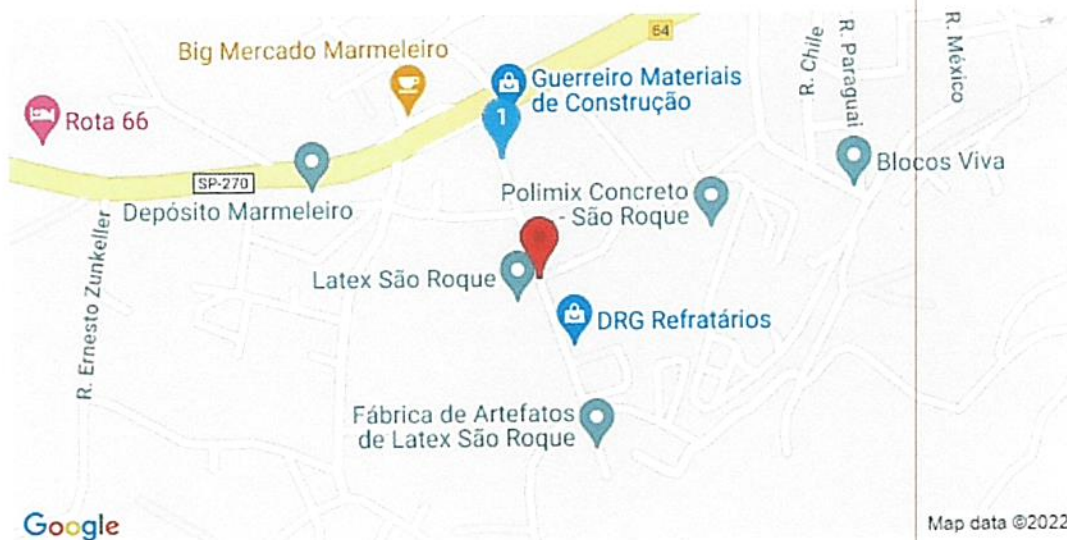 64
R. Chile
R. Paraguai
R. México
Big Mercado Marmeleiro
Guerreiro Materiais
de Construção
1
Rota 66
SP-270
Depósito Marmeleiro
Blocos Viva
Polimix Concreto
- São Roque
R. Ernesto Zunkeller
Latex São Roque
DRG Refratários
Fábrica de Artefatos
de Latex São Roque
Google
Map data ©2022